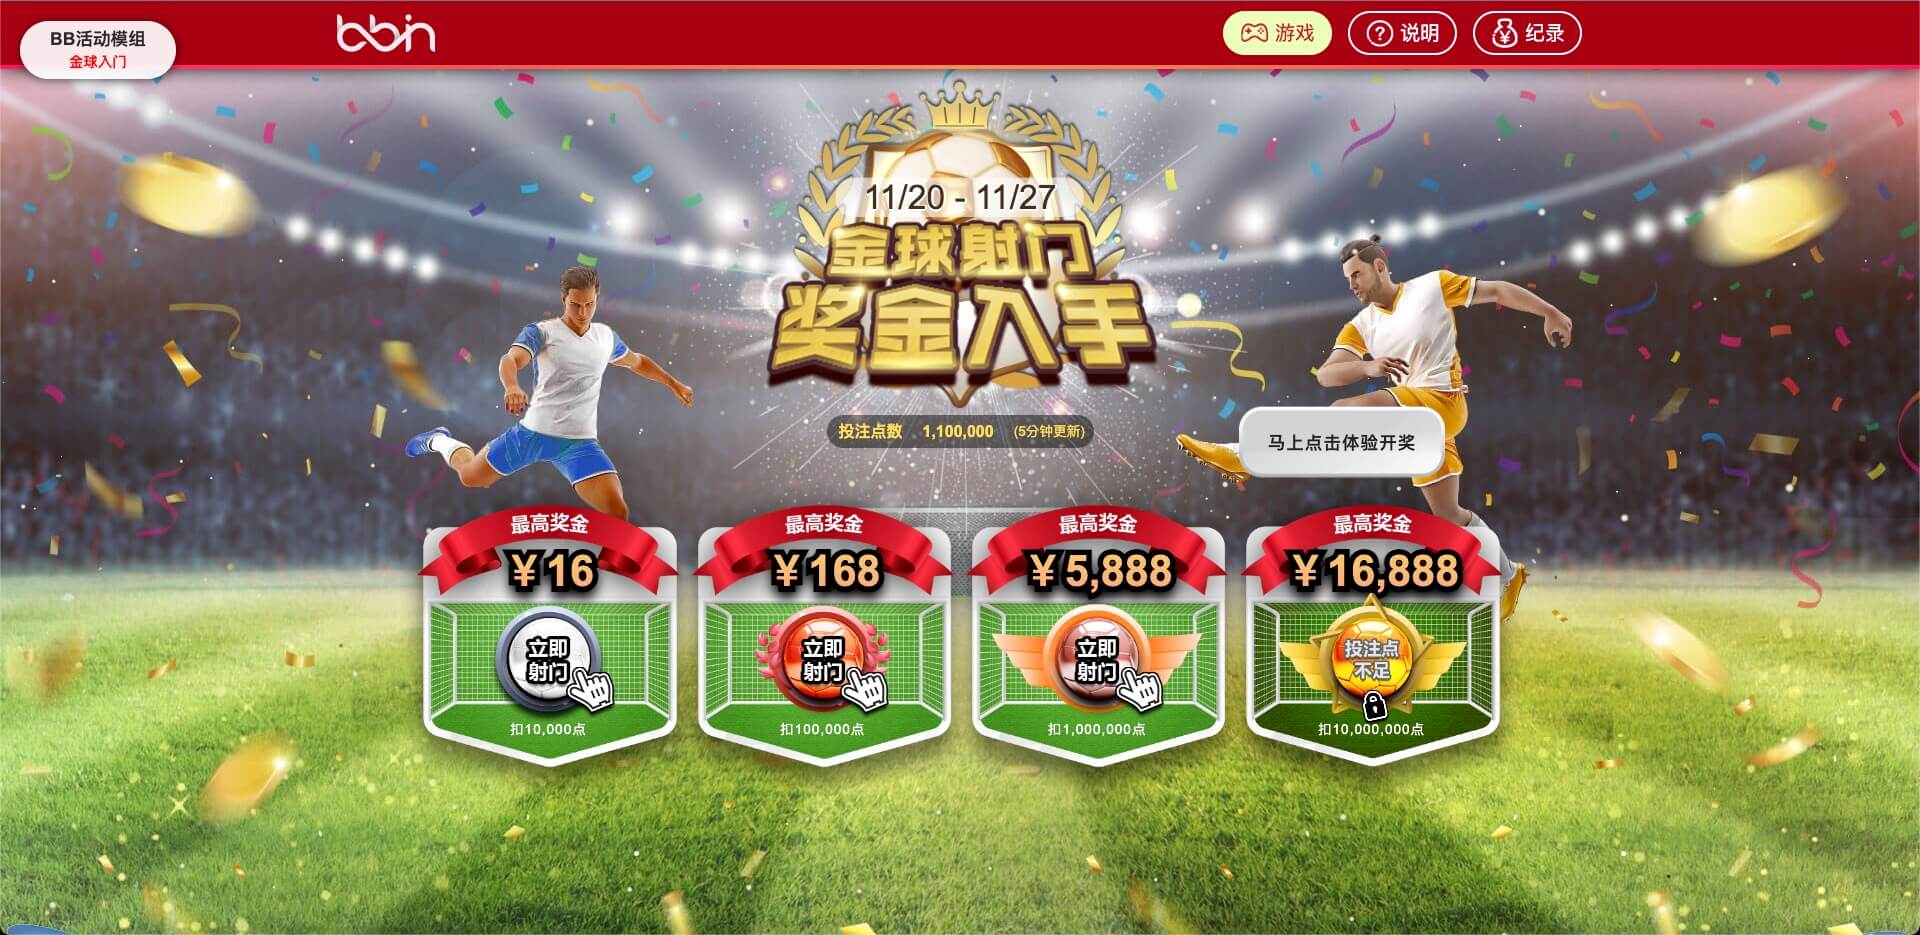 BB活动模组
金球入门
bbin
游戏
说明
纪录
11/20 - 11/27
金球射门
奖金入手
投注点数 1,100,000 (5分钟更新)
马上点击体验开奖
最高奖金
¥16
立即
射门
扣10,000点
最高奖金
¥168
立即
射门
扣100,000点
最高奖金
¥5,888
立即
射门
扣1,000,000点
最高奖金
¥16,888
投注点
不足
扣10,000,000点